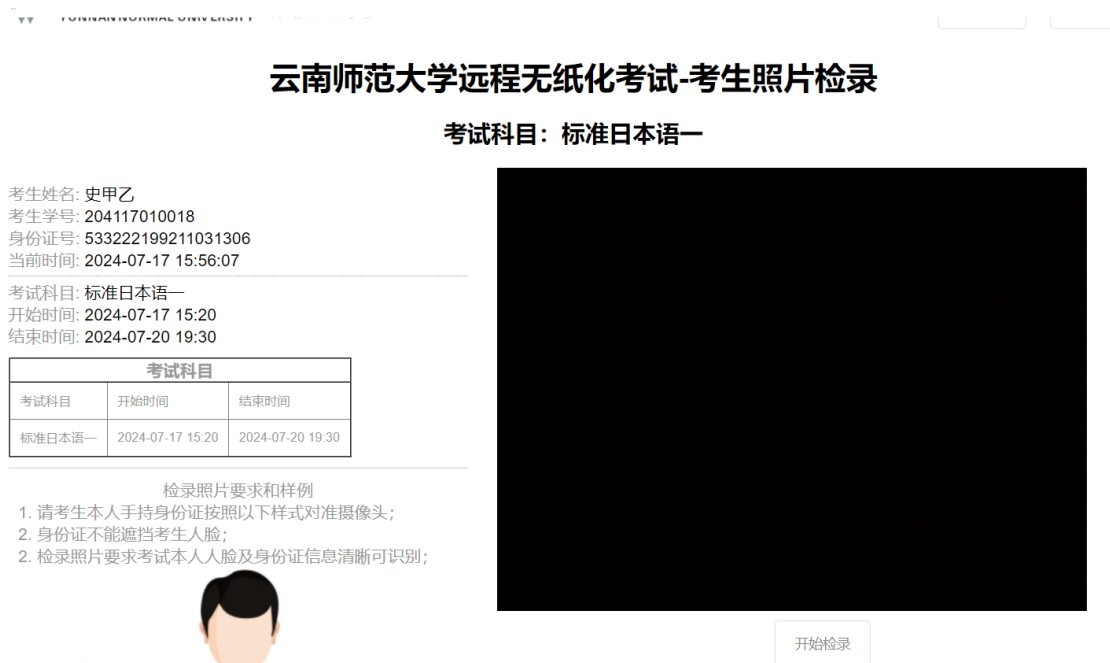 YUNNAN NORMAL UNIVERSITY
云南师范大学远程无纸化考试-考生照片检录
考试科目：标准日本语一
考生姓名: 史甲乙
考生学号: 204117010018
身份证号: 533222199211031306
当前时间: 2024-07-17 15:56:07
考试科目: 标准日本语一
开始时间: 2024-07-17 15:20
结束时间: 2024-07-20 19:30
考试科目
考试科目 开始时间 结束时间
标准日本语一 2024-07-17 15:20 2024-07-20 19:30
检录照片要求和样例
1. 请考生本人手持身份证按照以下样式对准摄像头；
2. 身份证不能遮挡考生人脸；
2. 检录照片要求考试本人人脸及身份证信息清晰可识别；
开始检录